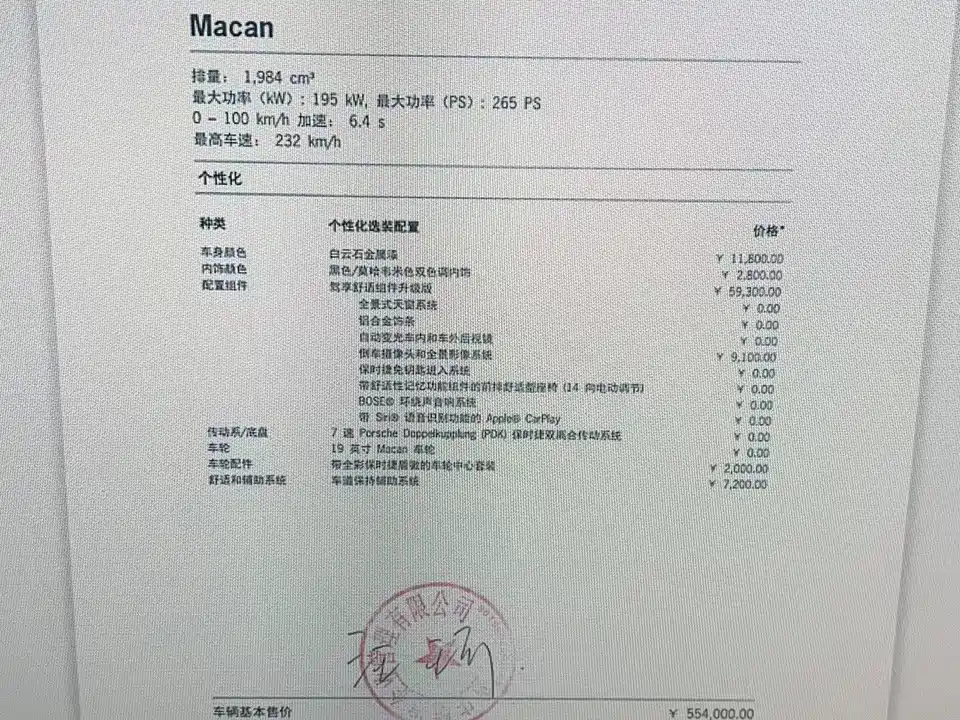 Macan
排量： 1,984 cm³
最大功率（kW）: 195 kW, 最大功率（PS）: 265 PS
0 – 100 km/h 加速： 6.4 s
最高车速： 232 km/h
个性化
种类 个性化选装配置 价格*
车身颜色 白云石金属漆 ¥ 11,800.00
内饰颜色 黑色/莫哈韦米色双色调内饰 ¥ 2,800.00
配置组件 驾享舒适组件升级版 ¥ 59,300.00
全景式天窗系统 ¥ 0.00
铝合金饰条 ¥ 0.00
自动变光车内和车外后视镜 ¥ 0.00
倒车摄像头和全景影像系统 ¥ 9,100.00
保时捷免钥匙进入系统 ¥ 0.00
带舒适性记忆功能组件的前排舒适型座椅 (14 向电动调节) ¥ 0.00
BOSE® 环绕声音响系统 ¥ 0.00
带 Siri® 语音识别功能的 Apple® CarPlay ¥ 0.00
传动系/底盘 7 速 Porsche Doppelkupplung (PDK) 保时捷双离合传动系统 ¥ 0.00
车轮 19 英寸 Macan 车轮 ¥ 0.00
车轮配件 带全彩保时捷盾徽的车轮中心套装 ¥ 2,000.00
舒适和辅助系统 车道保持辅助系统 ¥ 7,200.00
有限公司
车辆基本售价 ¥ 554,000.00